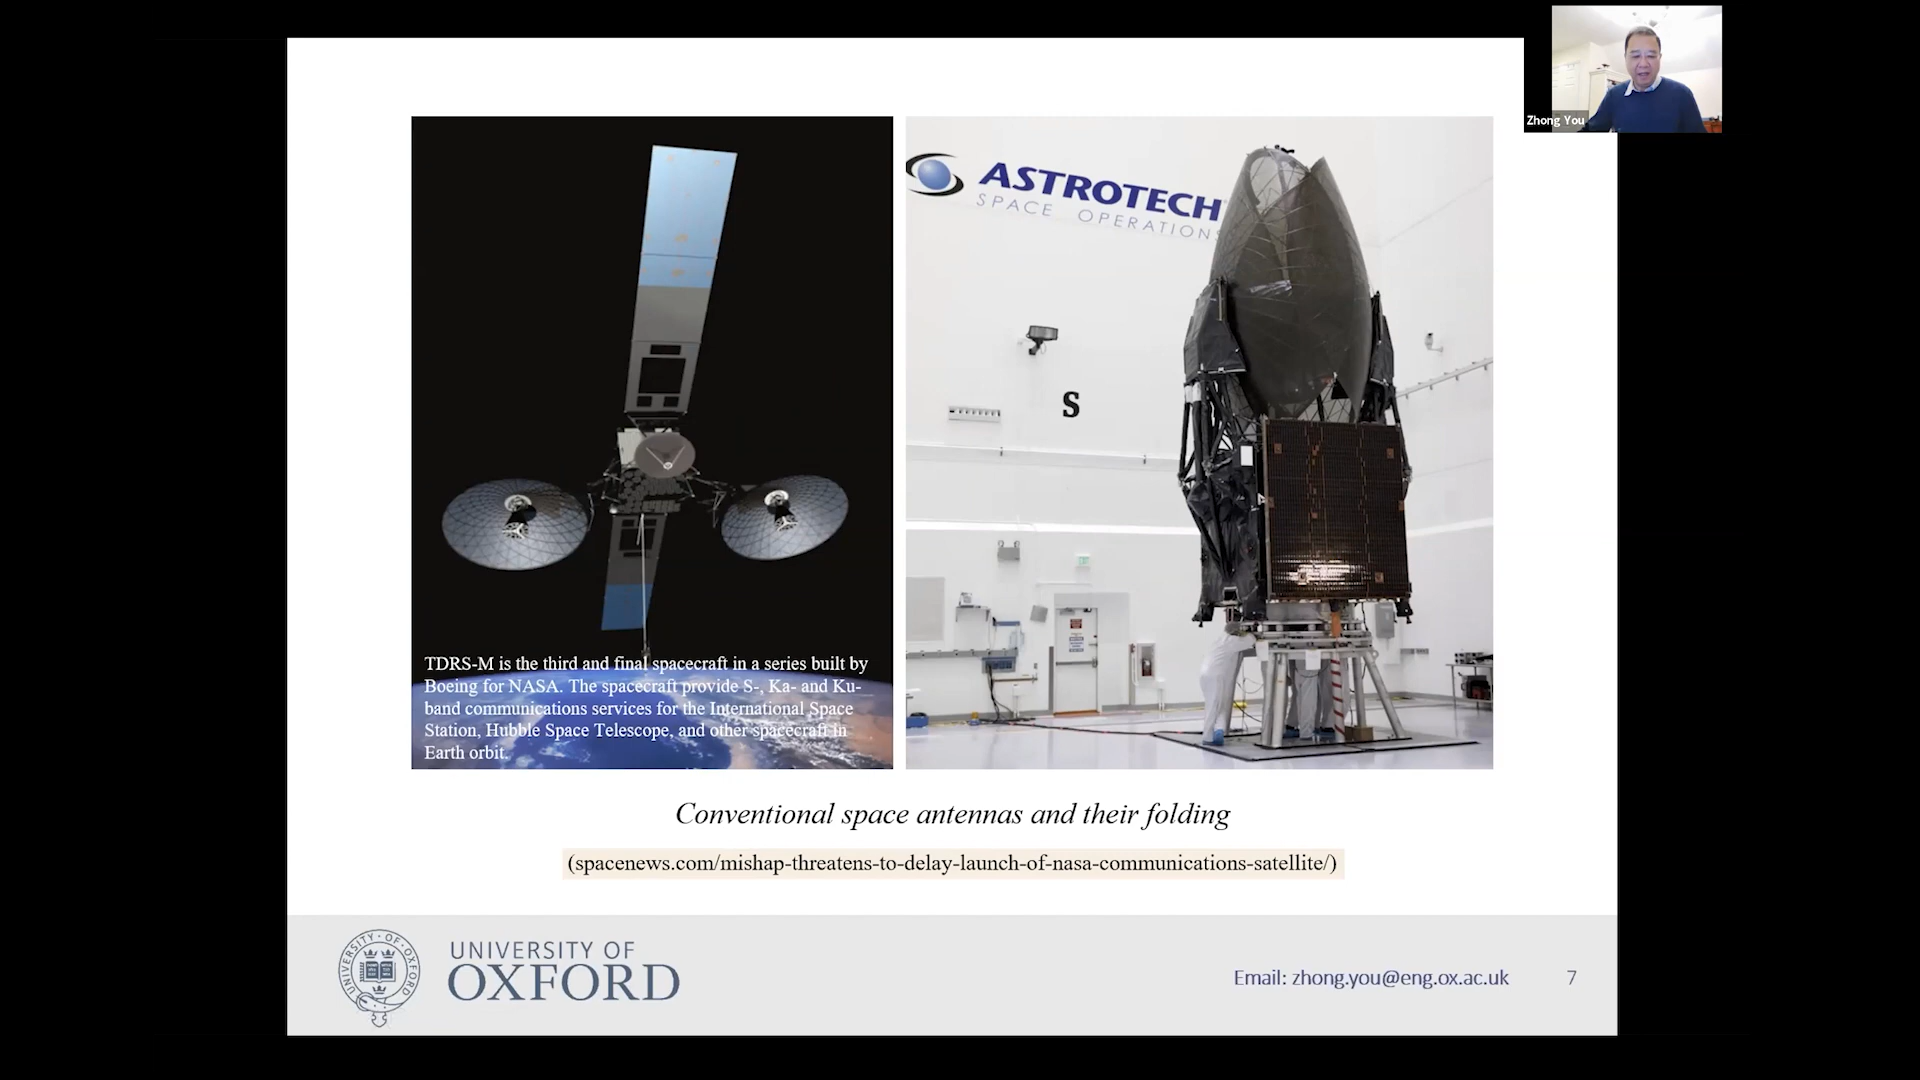 Zhong You
ASTROTECH
SPACE OPERATIONS
S
TDRS-M is the third and final spacecraft in a series built by
Boeing for NASA. The spacecraft provide S-, Ka- and Ku-
band communications services for the International Space
Station, Hubble Space Telescope, and other spacecraft in
Earth orbit.
Conventional space antennas and their folding
(spacenews.com/mishap-threatens-to-delay-launch-of-nasa-communications-satellite/)
UNIVERSITY OF OXFORD
UNIVERSITY OF
OXFORD
Email: zhong.you@eng.ox.ac.uk
7